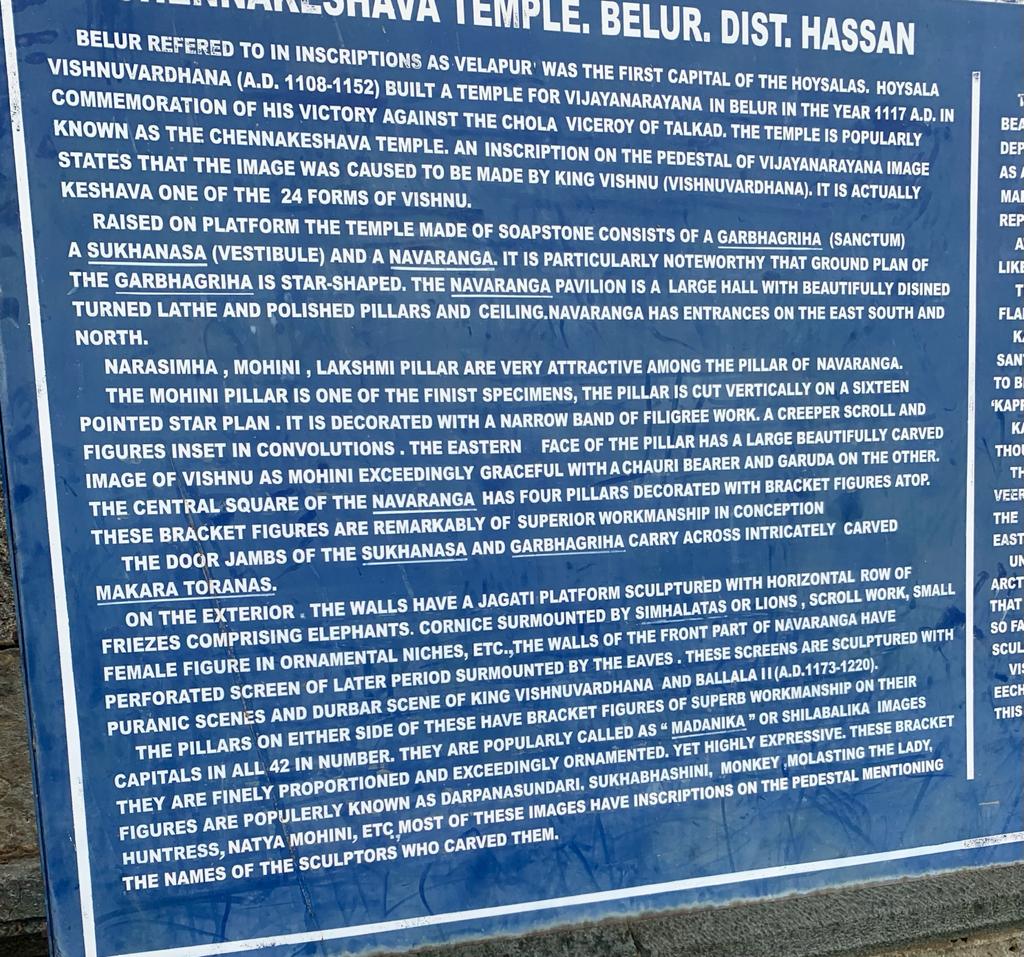 CHENNAKESHAVA TEMPLE. BELUR. DIST. HASSAN
BELUR REFERED TO IN INSCRIPTIONS AS VELAPUR' WAS THE FIRST CAPITAL OF THE HOYSALAS. HOYSALA
VISHNUVARDHANA (A.D. 1108-1152) BUILT A TEMPLE FOR VIJAYANARAYANA IN BELUR IN THE YEAR 1117 A.D. IN
COMMEMORATION OF HIS VICTORY AGAINST THE CHOLA VICEROY OF TALKAD. THE TEMPLE IS POPULARLY
KNOWN AS THE CHENNAKESHAVA TEMPLE. AN INSCRIPTION ON THE PEDESTAL OF VIJAYANARAYANA IMAGE
STATES THAT THE IMAGE WAS CAUSED TO BE MADE BY KING VISHNU (VISHNUVARDHANA). IT IS ACTUALLY
KESHAVA ONE OF THE 24 FORMS OF VISHNU.
RAISED ON PLATFORM THE TEMPLE MADE OF SOAPSTONE CONSISTS OF A GARBHAGRIHA (SANCTUM)
A SUKHANASA (VESTIBULE) AND A NAVARANGA. IT IS PARTICULARLY NOTEWORTHY THAT GROUND PLAN OF
THE GARBHAGRIHA IS STAR-SHAPED. THE NAVARANGA PAVILION IS A LARGE HALL WITH BEAUTIFULLY DISINED
TURNED LATHE AND POLISHED PILLARS AND CEILING.NAVARANGA HAS ENTRANCES ON THE EAST SOUTH AND
NORTH.
NARASIMHA , MOHINI , LAKSHMI PILLAR ARE VERY ATTRACTIVE AMONG THE PILLAR OF NAVARANGA.
THE MOHINI PILLAR IS ONE OF THE FINIST SPECIMENS, THE PILLAR IS CUT VERTICALLY ON A SIXTEEN
POINTED STAR PLAN . IT IS DECORATED WITH A NARROW BAND OF FILIGREE WORK. A CREEPER SCROLL AND
FIGURES INSET IN CONVOLUTIONS . THE EASTERN FACE OF THE PILLAR HAS A LARGE BEAUTIFULLY CARVED
IMAGE OF VISHNU AS MOHINI EXCEEDINGLY GRACEFUL WITH A CHAURI BEARER AND GARUDA ON THE OTHER.
THE CENTRAL SQUARE OF THE NAVARANGA HAS FOUR PILLARS DECORATED WITH BRACKET FIGURES ATOP.
THESE BRACKET FIGURES ARE REMARKABLY OF SUPERIOR WORKMANSHIP IN CONCEPTION
THE DOOR JAMBS OF THE SUKHANASA AND GARBHAGRIHA CARRY ACROSS INTRICATELY CARVED
MAKARA TORANAS.
ON THE EXTERIOR . THE WALLS HAVE A JAGATI PLATFORM SCULPTURED WITH HORIZONTAL ROW OF
FRIEZES COMPRISING ELEPHANTS. CORNICE SURMOUNTED BY SIMHALATAS OR LIONS , SCROLL WORK, SMALL
FEMALE FIGURE IN ORNAMENTAL NICHES, ETC.,THE WALLS OF THE FRONT PART OF NAVARANGA HAVE
PERFORATED SCREEN OF LATER PERIOD SURMOUNTED BY THE EAVES . THESE SCREENS ARE SCULPTURED WITH
PURANIC SCENES AND DURBAR SCENE OF KING VISHNUVARDHANA AND BALLALA II (A.D.1173-1220).
THE PILLARS ON EITHER SIDE OF THESE HAVE BRACKET FIGURES OF SUPERB WORKMANSHIP ON THEIR
CAPITALS IN ALL 42 IN NUMBER. THEY ARE POPULARLY CALLED AS " MADANIKA " OR SHILABALIKA IMAGES
THEY ARE FINELY PROPORTIONED AND EXCEEDINGLY ORNAMENTED. YET HIGHLY EXPRESSIVE. THESE BRACKET
FIGURES ARE POPULERLY KNOWN AS DARPANASUNDARI. SUKHABHASHINI, MONKEY ,MOLASTING THE LADY,
HUNTRESS, NATYA MOHINI, ETC,MOST OF THESE IMAGES HAVE INSCRIPTIONS ON THE PEDESTAL MENTIONING
THE NAMES OF THE SCULPTORS WHO CARVED THEM.